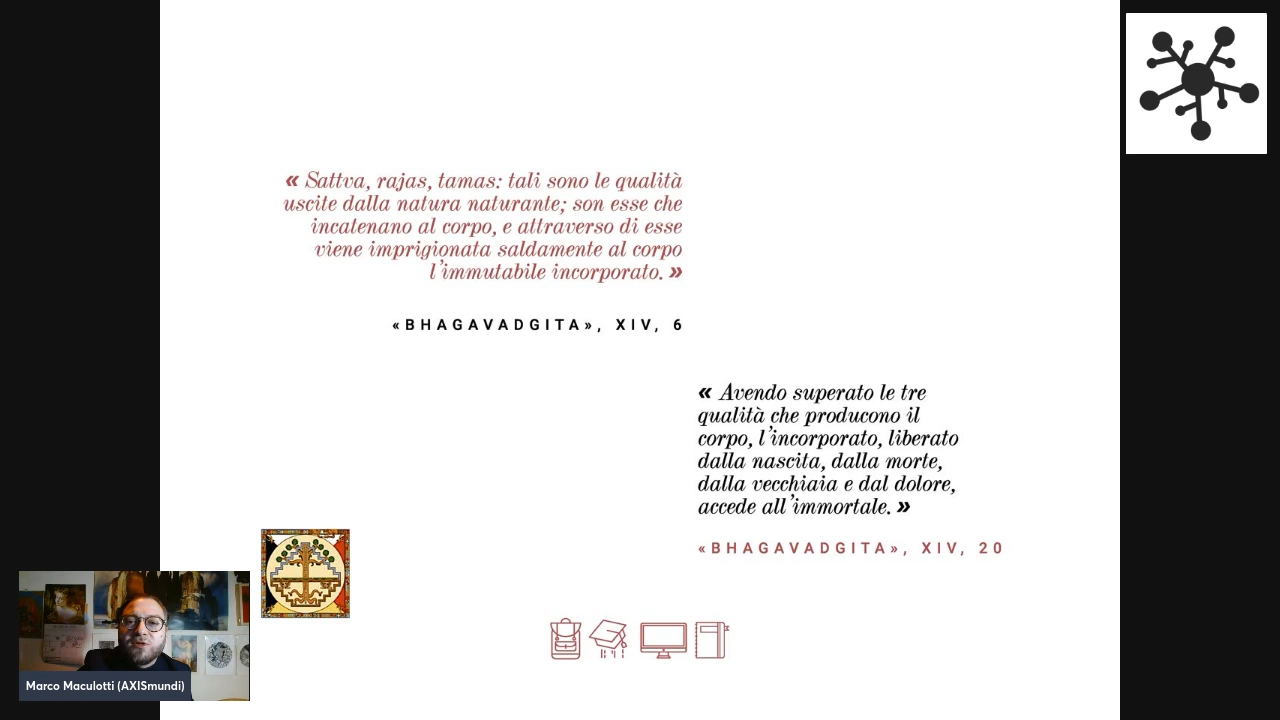 « Sattva, rajas, tamas: tali sono le qualità
uscite dalla natura naturante; son esse che
incatenano al corpo, e attraverso di esse
viene imprigionata saldamente al corpo
l'immutabile incorporato. »
«BHAGAVADGITA», XIV, 6
« Avendo superato le tre
qualità che producono il
corpo, l'incorporato, liberato
dalla nascita, dalla morte,
dalla vecchiaia e dal dolore,
accede all'immortale. »
«BHAGAVADGITA», XIV, 20
Marco Maculotti (AXISmundi)